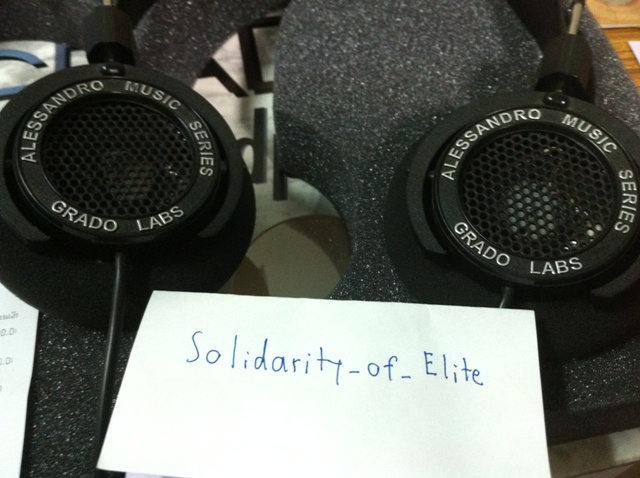 ALESSANDRO MUSIC SERIES
GRADO LABS
ALESSANDRO MUSIC SERIES
GRADO LABS
Solidarity_of_Elite